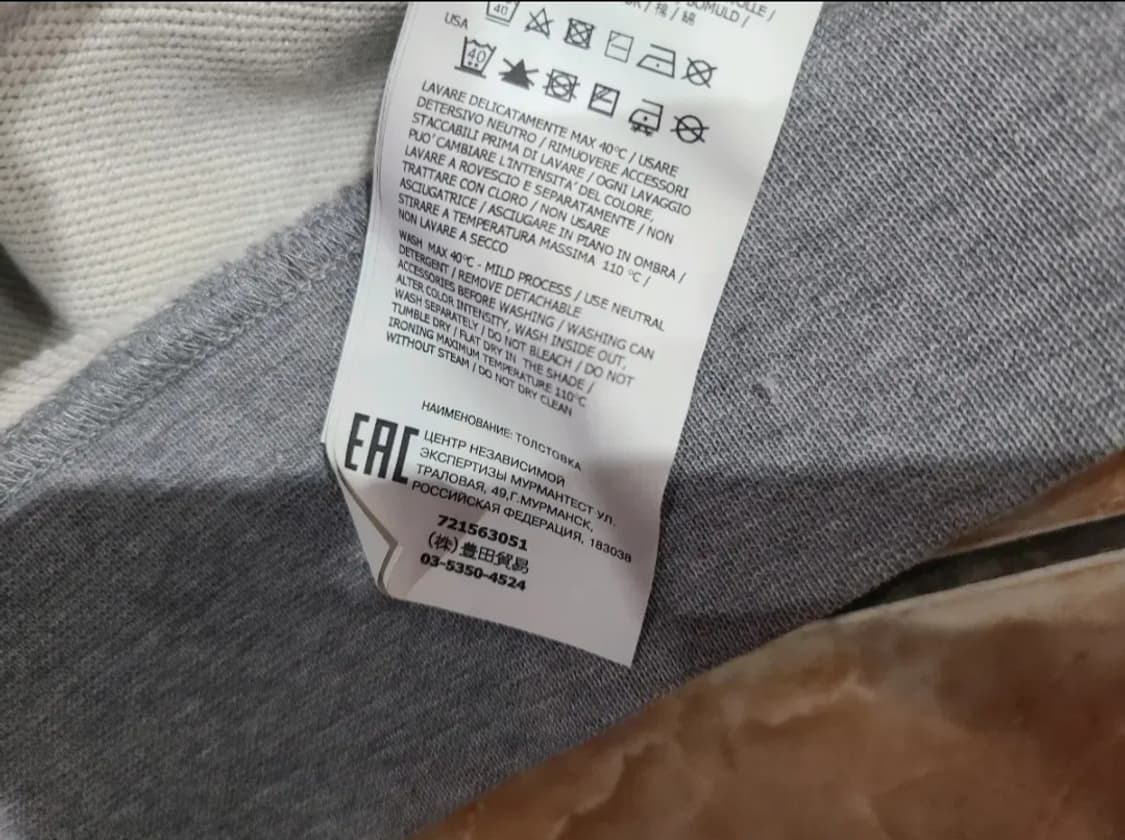 BOMULD /
USA
40
40
LAVARE DELICATAMENTE MAX 40°C / USARE
DETERSIVO NEUTRO / RIMUOVERE ACCESSORI
STACCABILI PRIMA DI LAVARE / OGNI LAVAGGIO
PUO' CAMBIARE L'INTENSITA' DEL COLORE,
LAVARE A ROVESCIO E SEPARATAMENTE / NON
TRATTARE CON CLORO / NON USARE
ASCIUGATRICE / ASCIUGARE IN PIANO IN OMBRA /
STIRARE A TEMPERATURA MASSIMA 110 °C /
NON LAVARE A SECCO
WASH MAX 40°C - MILD PROCESS / USE NEUTRAL
DETERGENT / REMOVE DETACHABLE
ACCESSORIES BEFORE WASHING / WASHING CAN
ALTER COLOR INTENSITY, WASH INSIDE OUT,
WASH SEPARATELY / DO NOT BLEACH / DO NOT
TUMBLE DRY / FLAT DRY IN THE SHADE /
IRONING MAXIMUM TEMPERATURE 110°C
WITHOUT STEAM / DO NOT DRY CLEAN
НАИМЕНОВАНИЕ: ТОЛСТОВКА
EAC
ЦЕНТР НЕЗАВИСИМОЙ
ЭКСПЕРТИЗЫ МУРМАНТЕСТ УЛ.
ТРАЛОВАЯ, 49,Г.МУРМАНСК,
РОССИЙСКАЯ ФЕДЕРАЦИЯ, 183038
721563051
(株)豊田貿易
03-5350-4524